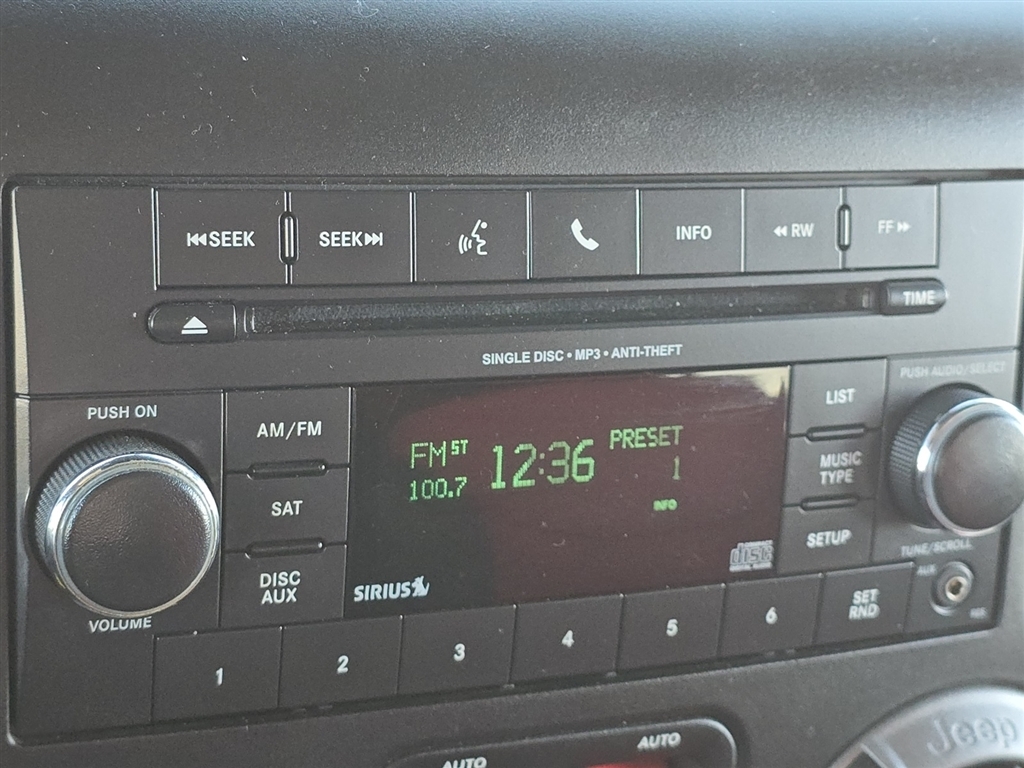 SEEK SEEK INFO RW FF
TIME
SINGLE DISC • MP3 • ANTI-THEFT
PUSH ON
AM/FM
SAT
DISC
AUX
VOLUME
FM ST 12:36 PRESET
100.7 1
INFO
SIRIUS
disc
LIST
MUSIC
TYPE
SETUP
PUSH AUDIO/SELECT
TUNE/SCROLL
AUX
1 2 3 4 5 6 SET
RND
AUTO AUTO
Jeep